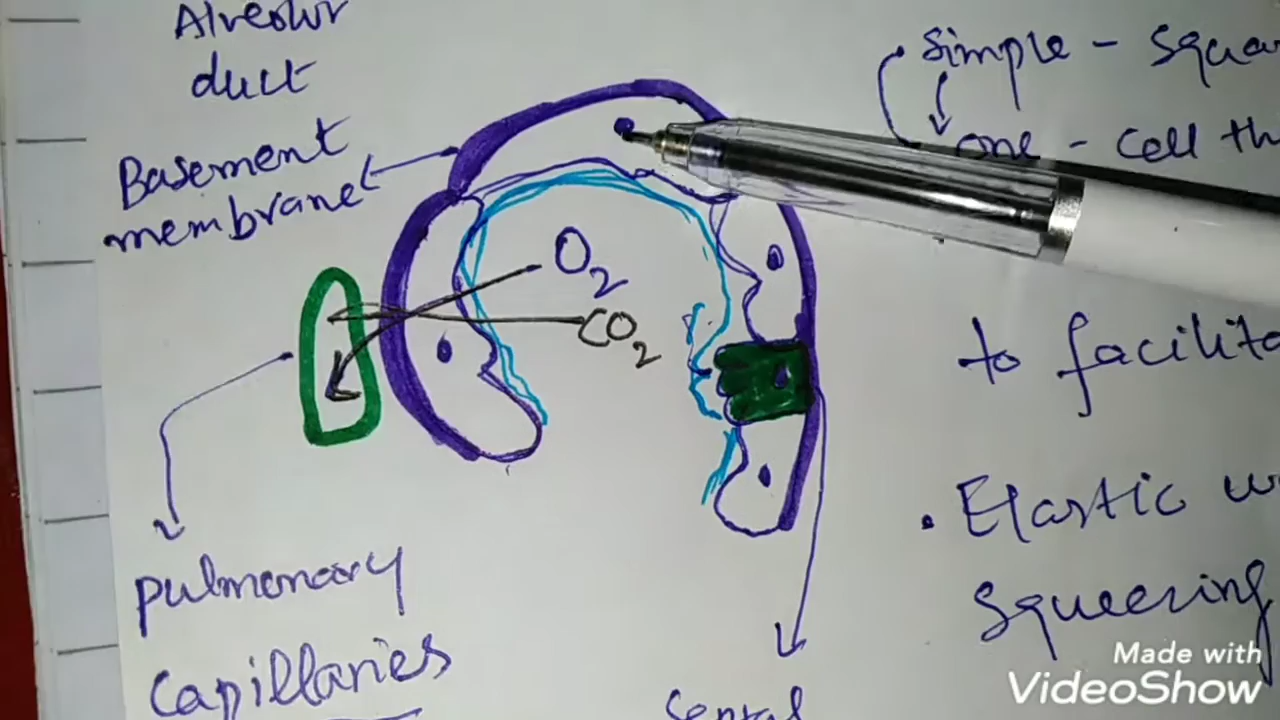 Alveolar
duct
Basement
membrane
O2
CO2
pulmonary
Capillaries
Simple - Squa
one - Cell th
to facilita
Elastic
Squeezing
Made with
VideoShow